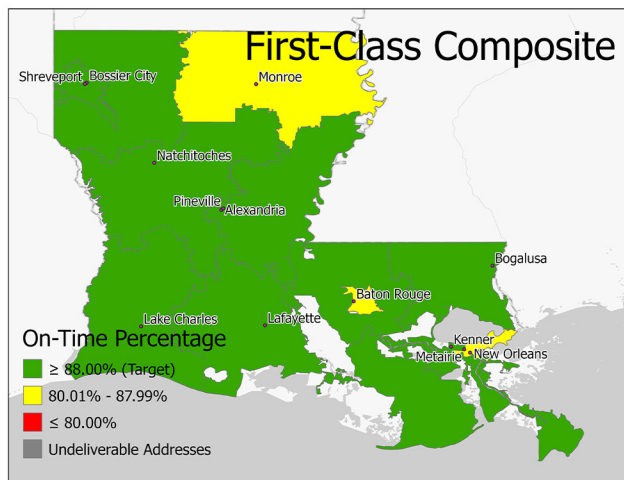 First-Class Composite
Shreveport
Bossier City
Monroe
Natchitoches
Pineville
Alexandria
Bogalusa
Baton Rouge
Lake Charles
Lafayette
Kenner
Metairie
New Orleans
On-Time Percentage
≥ 88.00% (Target)
80.01% - 87.99%
≤ 80.00%
Undeliverable Addresses